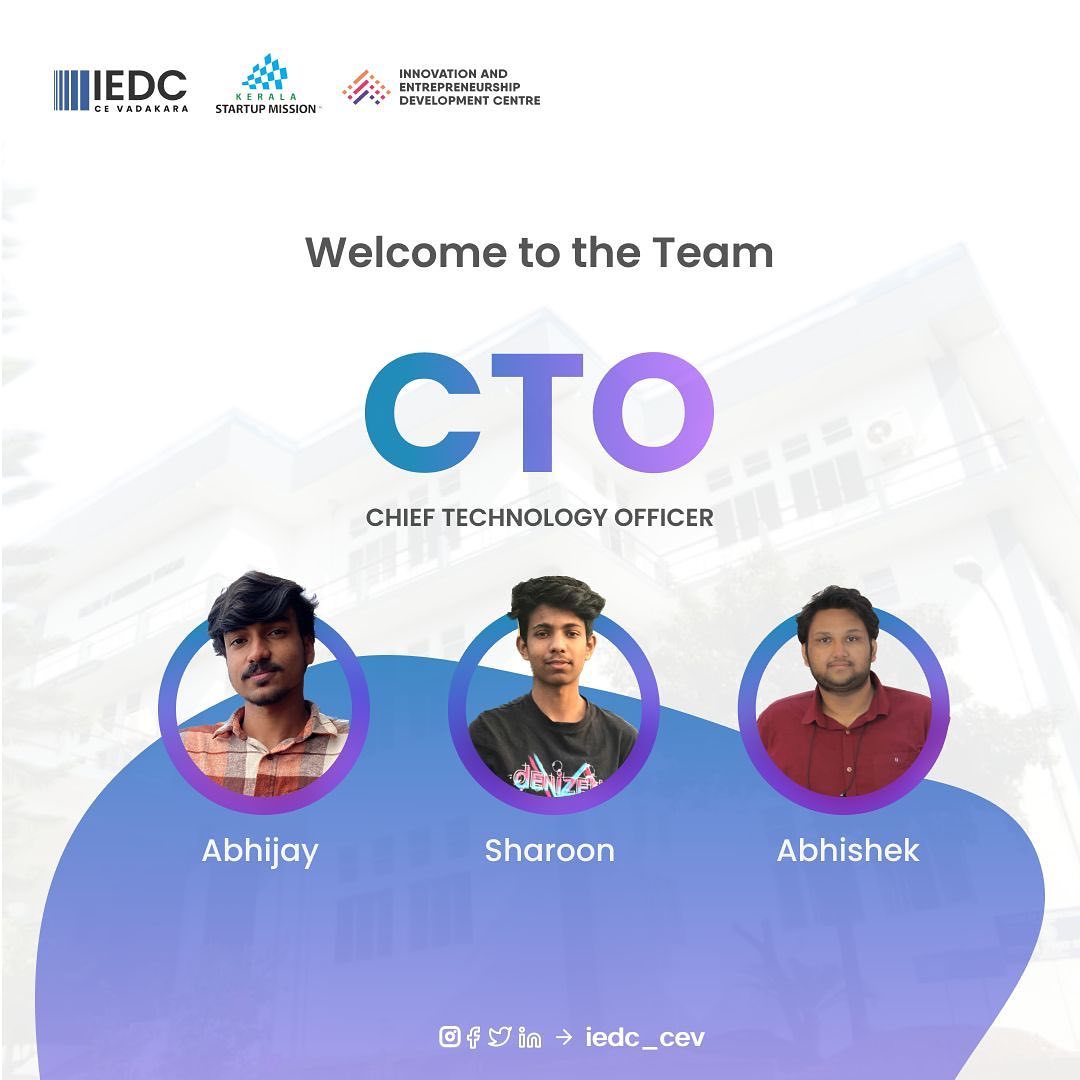 IEDC
CE VADAKARA
KERALA
STARTUP MISSION
INNOVATION AND
ENTREPRENEURSHIP
DEVELOPMENT CENTRE
Welcome to the Team
CTO
CHIEF TECHNOLOGY OFFICER
DENIZEN
Abhijay
Sharoon
Abhishek
iedc_cev